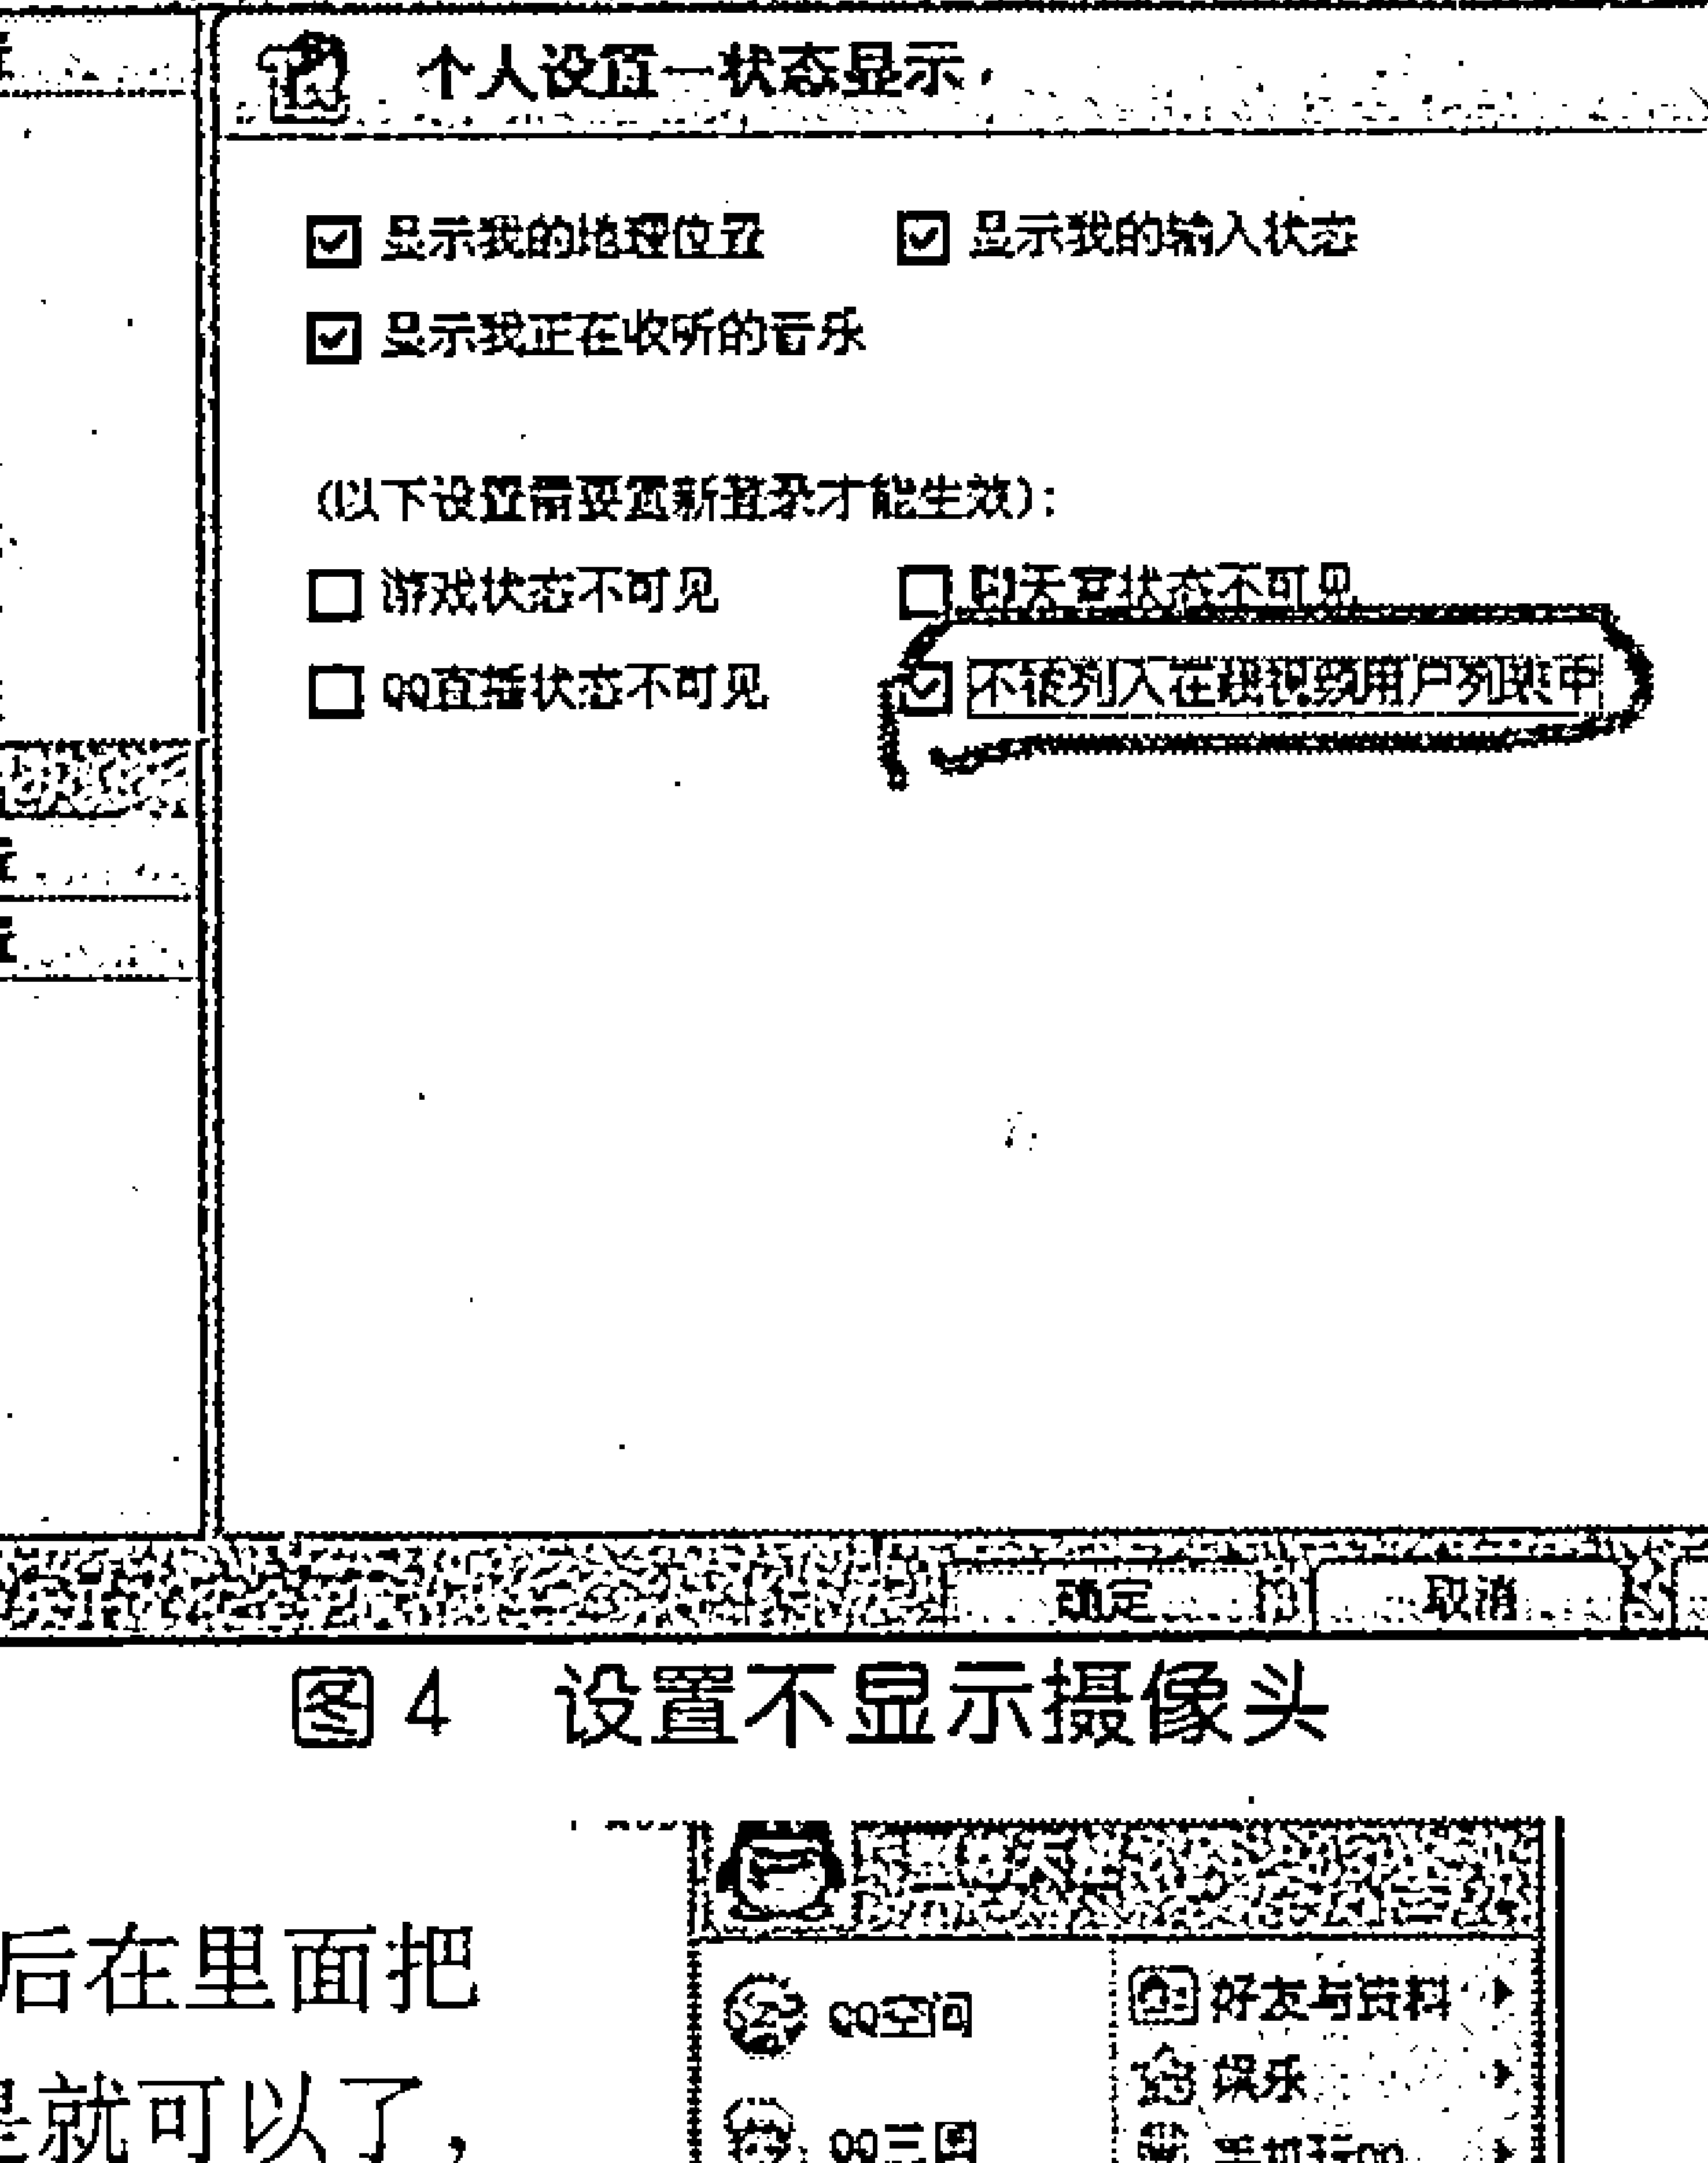 个人设置—状态显示
显示我的地理位置 显示我的输入状态
显示我正在收听的音乐
(以下设置需要重新登录才能生效):
游戏状态不可见 聊天室状态不可见
QQ直播状态不可见 不被列入在线视频用户列表中
确定 取消
图4 设置不显示摄像头
后在里面把
就可以了,
QQ空间 好友与资料
娱乐
QQ三国 手机玩QQ